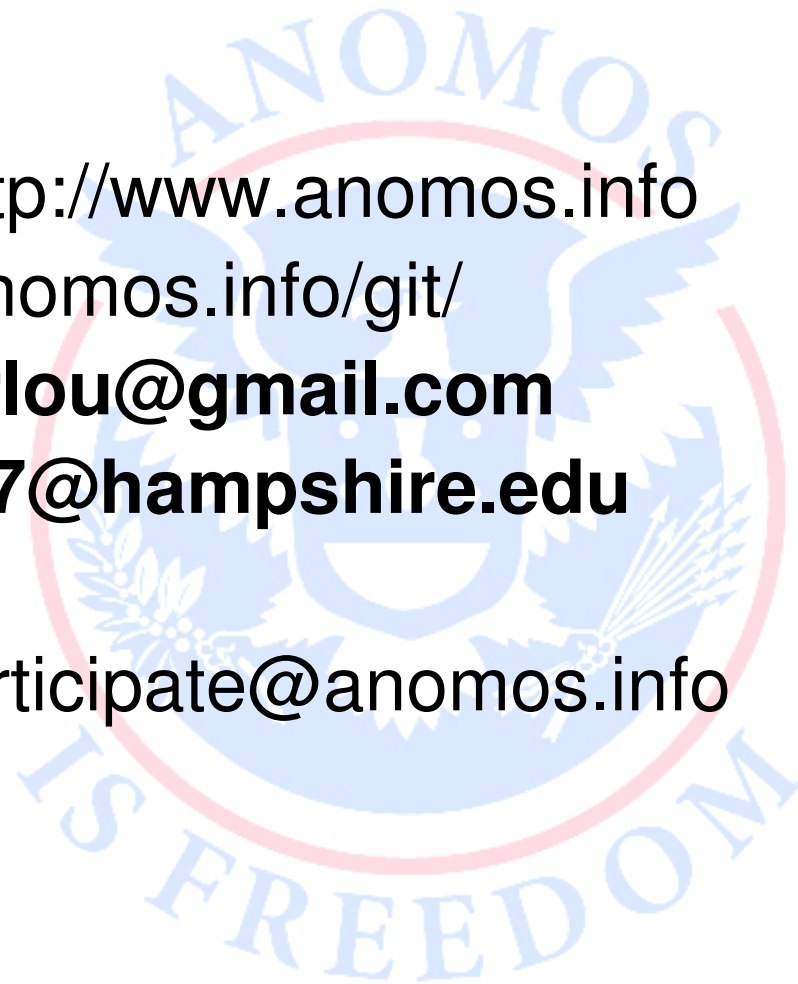 ANOMOS
tp://www.anomos.info
nomos.info/git/
lou@gmail.com
7@hampshire.edu
rticipate@anomos.info
IS FREEDOM